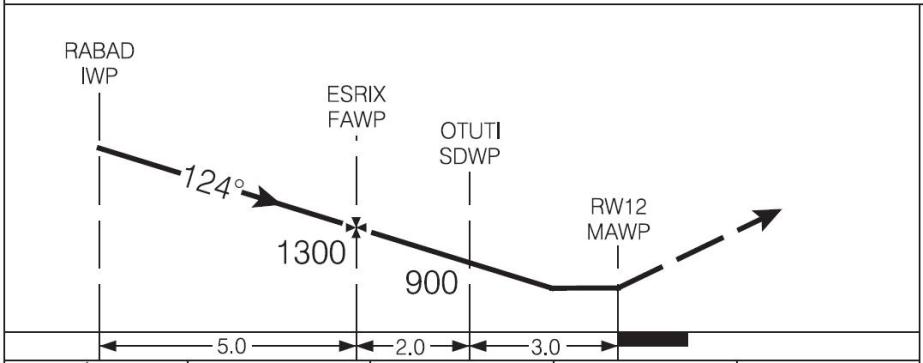 RABAD
IWP
ESRIX
FAWP
OTUTI
SDWP
RW12
MAWP
124°
1300
900
5.0
2.0
3.0